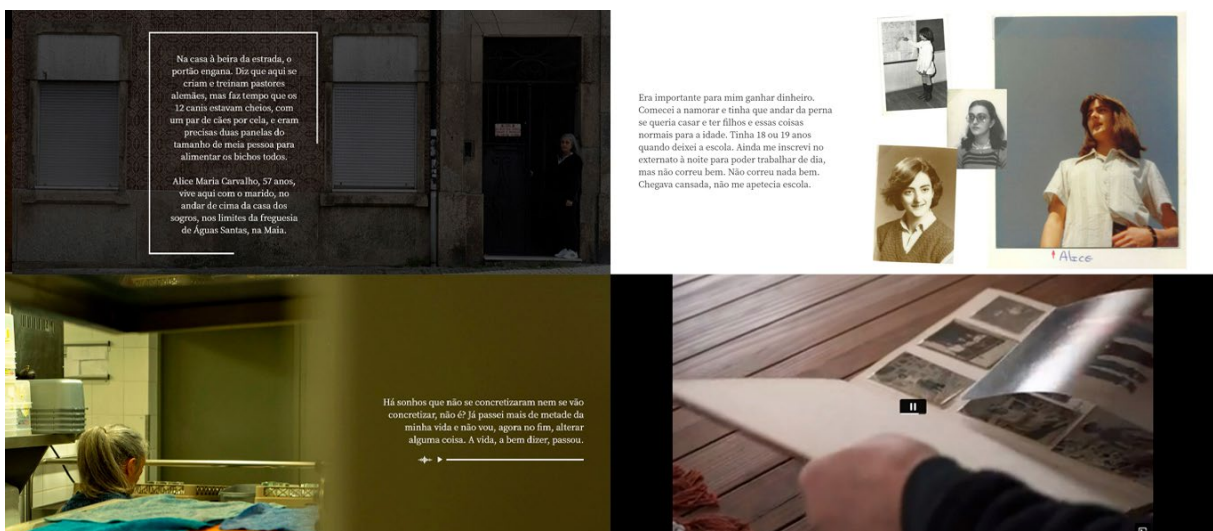 Na casa à beira da estrada, o
portão engana. Diz que aqui se
criam e treinam pastores
alemães, mas faz tempo que os
12 canis estavam cheios, com
um par de cães por cela, e eram
precisas duas panelas do
tamanho de meia pessoa para
alimentar os bichos todos.
Alice Maria Carvalho, 57 anos,
vive aqui com o marido, no
andar de cima da casa dos
sogros, nos limites da freguesia
de Águas Santas, na Maia.
Era importante para mim ganhar dinheiro.
Comecei a namorar e tinha que andar da perna
se queria casar e ter filhos e essas coisas
normais para a idade. Tinha 18 ou 19 anos
quando deixei a escola. Ainda me inscrevi no
externato à noite para poder trabalhar de dia,
mas não correu bem. Não correu nada bem.
Chegava cansada, não me apetecia escola.
Alice
Há sonhos que não se concretizaram nem se vão
concretizar, não é? Já passei mais de metade da
minha vida e não vou, agora no fim, alterar
alguma coisa. A vida, a bem dizer, passou.